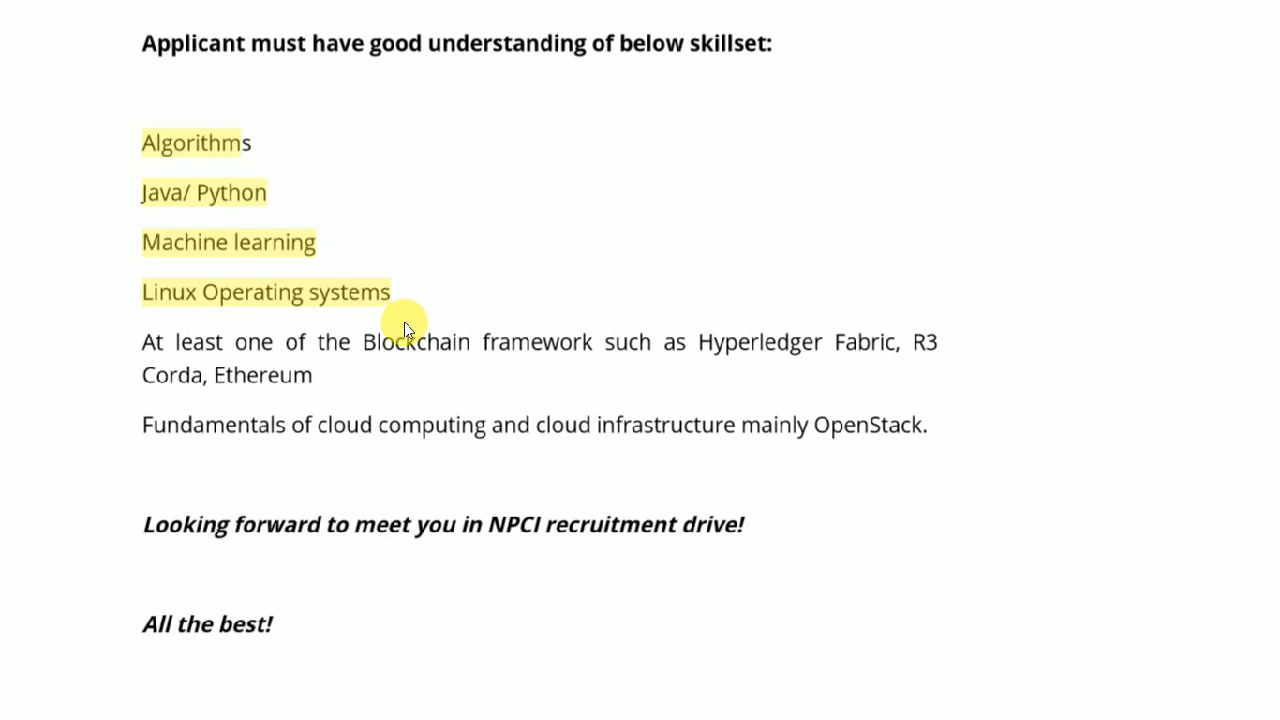 Applicant must have good understanding of below skillset:
Algorithms
Java/ Python
Machine learning
Linux Operating systems
At least one of the Blockchain framework such as Hyperledger Fabric, R3
Corda, Ethereum
Fundamentals of cloud computing and cloud infrastructure mainly OpenStack.
Looking forward to meet you in NPCI recruitment drive!
All the best!